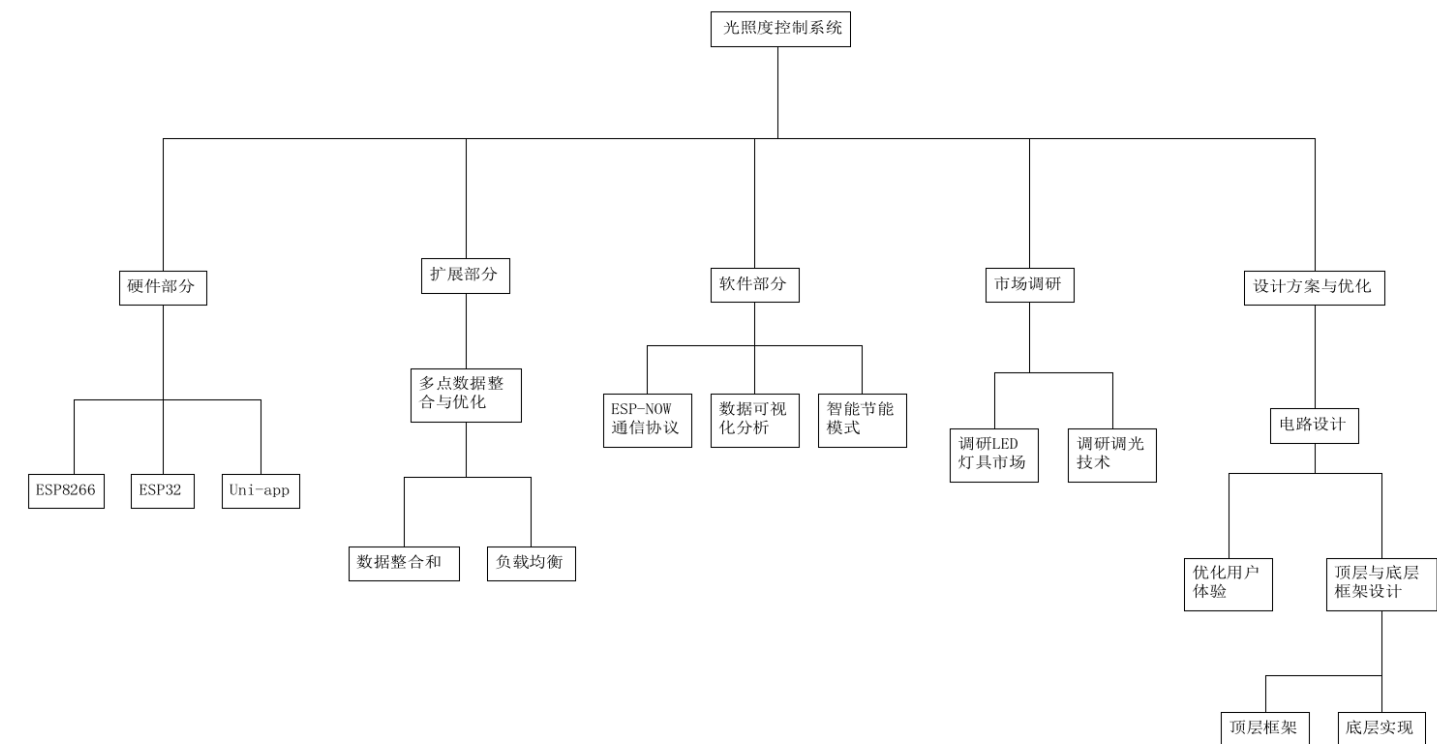 光照度控制系统
硬件部分
扩展部分
软件部分
市场调研
设计方案与优化
多点数据整
合与优化
ESP-NOW
通信协议
数据可视
化分析
智能节能
模式
调研LED
灯具市场
调研调光
技术
电路设计
ESP8266
ESP32
Uni-app
数据整合和
负载均衡
优化用户
体验
顶层与底层
框架设计
顶层框架
底层实现